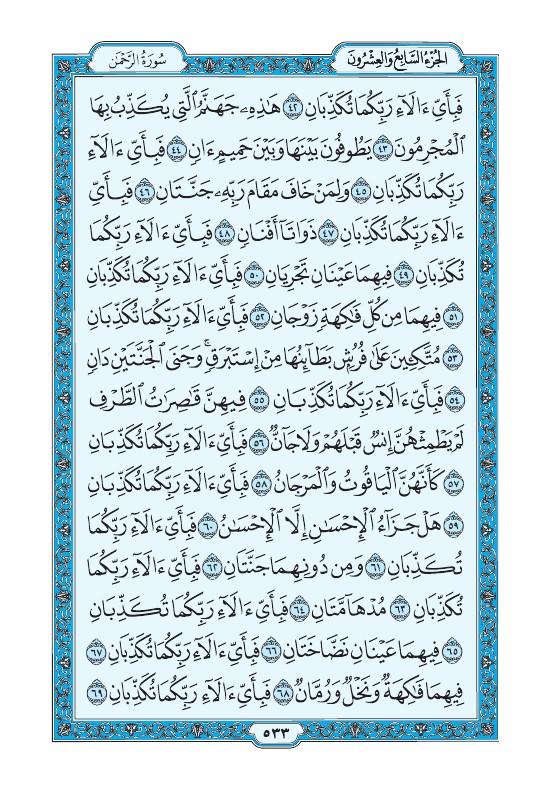 الجُزْءُ السَّابِعُ وَالعِشْرُونَ
سُورَةُ الرَّحْمٰن
فَبِأَيِّ ءَالَآءِ رَبِّكُمَا تُكَذِّبَانِ ٤٢ هَٰذِهِۦ جَهَنَّمُ ٱلَّتِي يُكَذِّبُ بِهَا
ٱلْمُجْرِمُونَ ٤٣ يَطُوفُونَ بَيْنَهَا وَبَيْنَ حَمِيمٍ ءَانٍ ٤٤ فَبِأَيِّ ءَالَآءِ
رَبِّكُمَا تُكَذِّبَانِ ٤٥ وَلِمَنْ خَافَ مَقَامَ رَبِّهِۦ جَنَّتَانِ ٤٦ فَبِأَيِّ
ءَالَآءِ رَبِّكُمَا تُكَذِّبَانِ ٤٧ ذَوَاتَآ أَفْنَانٍ ٤٨ فَبِأَيِّ ءَالَآءِ رَبِّكُمَا
تُكَذِّبَانِ ٤٩ فِيهِمَا عَيْنَانِ تَجْرِيَانِ ٥٠ فَبِأَيِّ ءَالَآءِ رَبِّكُمَا تُكَذِّبَانِ
٥١ فِيهِمَا مِن كُلِّ فَٰكِهَةٍ زَوْجَانِ ٥٢ فَبِأَيِّ ءَالَآءِ رَبِّكُمَا تُكَذِّبَانِ
٥٣ مُتَّكِـِٔينَ عَلَىٰ فُرُشٍۭ بَطَآئِنُهَا مِنْ إِسْتَبْرَقٍۚ وَجَنَى ٱلْجَنَّتَيْنِ دَانٍ
٥٤ فَبِأَيِّ ءَالَآءِ رَبِّكُمَا تُكَذِّبَانِ ٥٥ فِيهِنَّ قَٰصِرَٰتُ ٱلطَّرْفِ
لَمْ يَطْمِثْهُنَّ إِنسٌ قَبْلَهُمْ وَلَا جَآنٌّ ٥٦ فَبِأَيِّ ءَالَآءِ رَبِّكُمَا تُكَذِّبَانِ
٥٧ كَأَنَّهُنَّ ٱلْيَاقُوتُ وَٱلْمَرْجَانُ ٥٨ فَبِأَيِّ ءَالَآءِ رَبِّكُمَا تُكَذِّبَانِ
٥٩ هَلْ جَزَآءُ ٱلْإِحْسَٰنِ إِلَّا ٱلْإِحْسَٰنُ ٦٠ فَبِأَيِّ ءَالَآءِ رَبِّكُمَا
تُكَذِّبَانِ ٦١ وَمِن دُونِهِمَا جَنَّتَانِ ٦٢ فَبِأَيِّ ءَالَآءِ رَبِّكُمَا
تُكَذِّبَانِ ٦٣ مُدْهَآمَّتَانِ ٦٤ فَبِأَيِّ ءَالَآءِ رَبِّكُمَا تُكَذِّبَانِ
٦٥ فِيهِمَا عَيْنَانِ نَضَّاخَتَانِ ٦٦ فَبِأَيِّ ءَالَآءِ رَبِّكُمَا تُكَذِّبَانِ ٦٧
فِيهِمَا فَٰكِهَةٌ وَنَخْلٌ وَرُمَّانٌ ٦٨ فَبِأَيِّ ءَالَآءِ رَبِّكُمَا تُكَذِّبَانِ ٦٩
٥٣٣